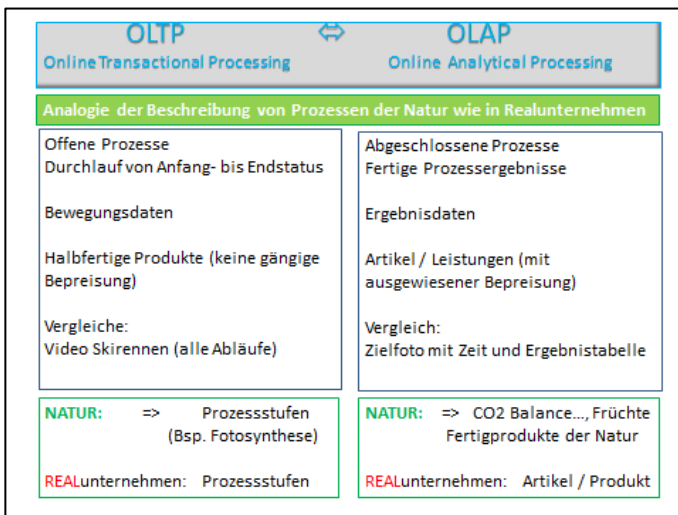 OLTP ⇔ OLAP
Online Transactional Processing Online Analytical Processing
Analogie der Beschreibung von Prozessen der Natur wie in Realunternehmen
Offene Prozesse
Durchlauf von Anfang- bis Endstatus
Bewegungsdaten
Halbfertige Produkte (keine gängige
Bepreisung)
Vergleiche:
Video Skirennen (alle Abläufe)
Abgeschlossene Prozesse
Fertige Prozessergebnisse
Ergebnisdaten
Artikel / Leistungen (mit
ausgewiesener Bepreisung)
Vergleich:
Zielfoto mit Zeit und Ergebnistabelle
NATUR: => Prozessstufen
(Bsp. Fotosynthese)
REALunternehmen: Prozessstufen
NATUR: => CO2 Balance..., Früchte
Fertigprodukte der Natur
REALunternehmen: Artikel / Produkt